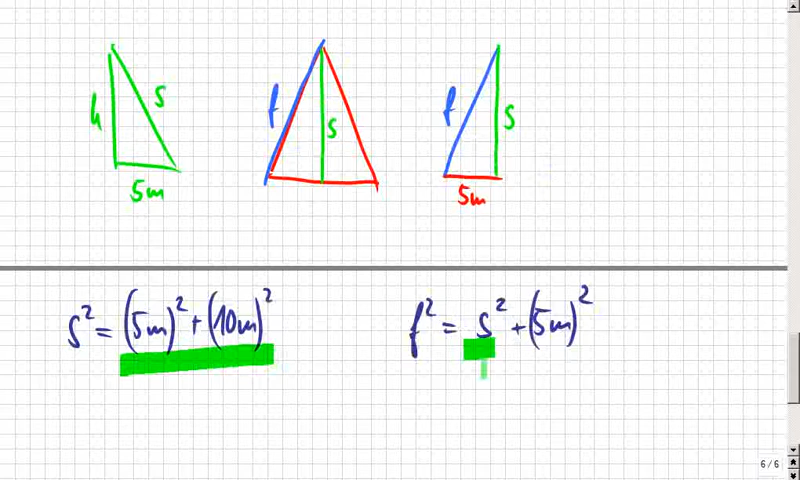 h s f s f s
5m 5m
s² = (5m)² + (10m)² f² = s² + (5m)²
6 / 6